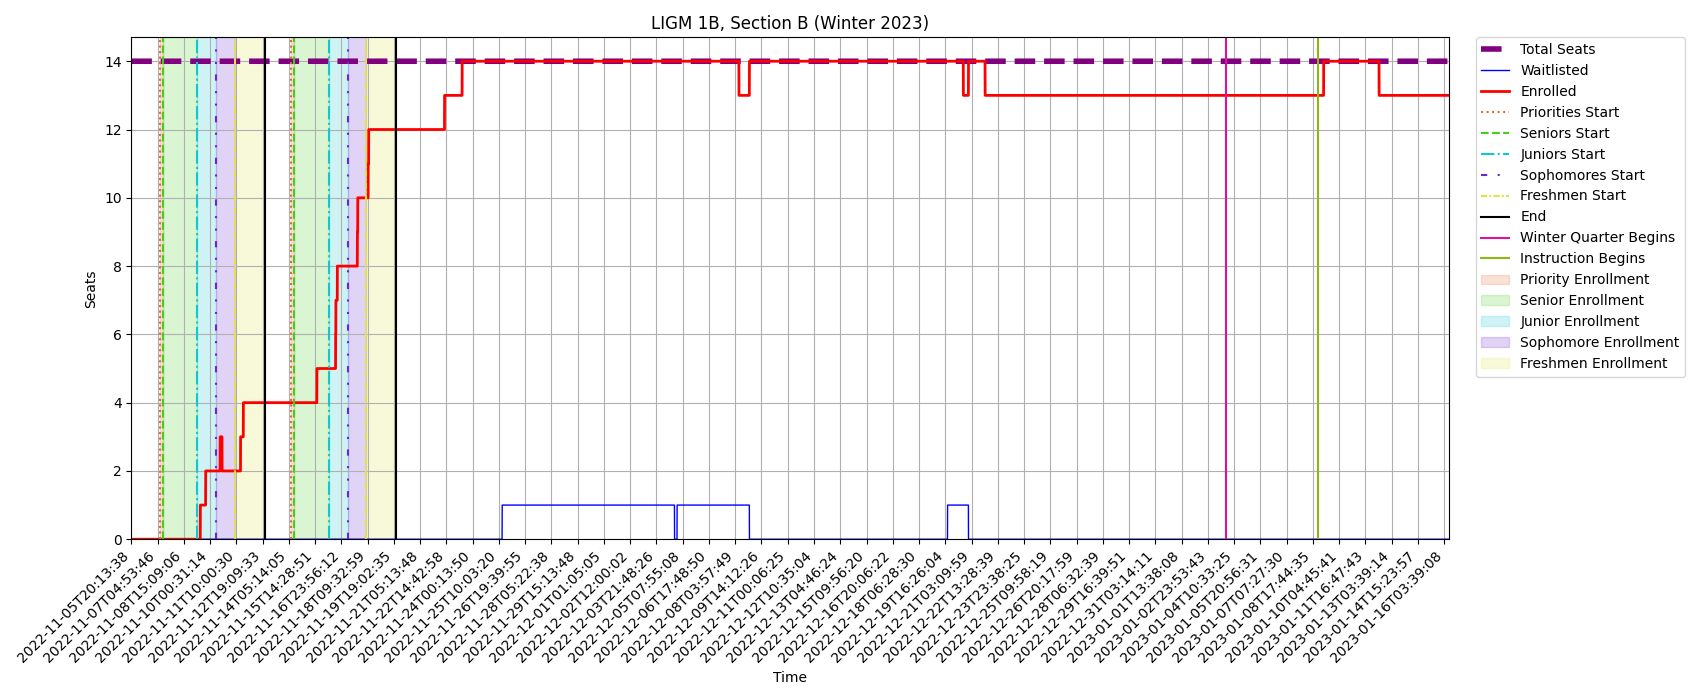 LIGM 1B, Section B (Winter 2023)
Seats
14
12
10
8
6
4
2
0
2022-11-05T20:13:38
2022-11-07T04:53:46
2022-11-08T15:09:06
2022-11-10T00:31:14
2022-11-11T10:00:30
2022-11-12T19:09:33
2022-11-14T05:14:05
2022-11-15T14:28:51
2022-11-16T23:56:12
2022-11-18T09:32:59
2022-11-19T19:02:35
2022-11-21T05:13:48
2022-11-22T14:42:58
2022-11-24T00:13:50
2022-11-25T10:03:20
2022-11-26T19:39:55
2022-11-28T05:22:38
2022-11-29T15:13:48
2022-12-01T01:05:05
2022-12-02T12:00:02
2022-12-03T21:48:26
2022-12-05T07:55:08
2022-12-06T17:48:50
2022-12-08T03:57:49
2022-12-09T14:12:26
2022-12-11T00:06:25
2022-12-12T10:35:04
2022-12-13T04:46:24
2022-12-15T09:56:20
2022-12-16T20:06:22
2022-12-18T06:28:30
2022-12-19T16:26:04
2022-12-21T03:09:59
2022-12-22T13:28:39
2022-12-23T23:38:25
2022-12-25T09:58:19
2022-12-26T20:17:59
2022-12-28T06:32:39
2022-12-29T16:39:51
2022-12-31T03:14:11
2023-01-01T13:38:08
2023-01-02T23:53:43
2023-01-04T10:33:25
2023-01-05T20:56:31
2023-01-07T07:27:30
2023-01-08T17:44:35
2023-01-10T04:45:41
2023-01-11T16:47:43
2023-01-13T03:39:14
2023-01-14T15:23:57
2023-01-16T03:39:08
Time
Total Seats
Waitlisted
Enrolled
Priorities Start
Seniors Start
Juniors Start
Sophomores Start
Freshmen Start
End
Winter Quarter Begins
Instruction Begins
Priority Enrollment
Senior Enrollment
Junior Enrollment
Sophomore Enrollment
Freshmen Enrollment